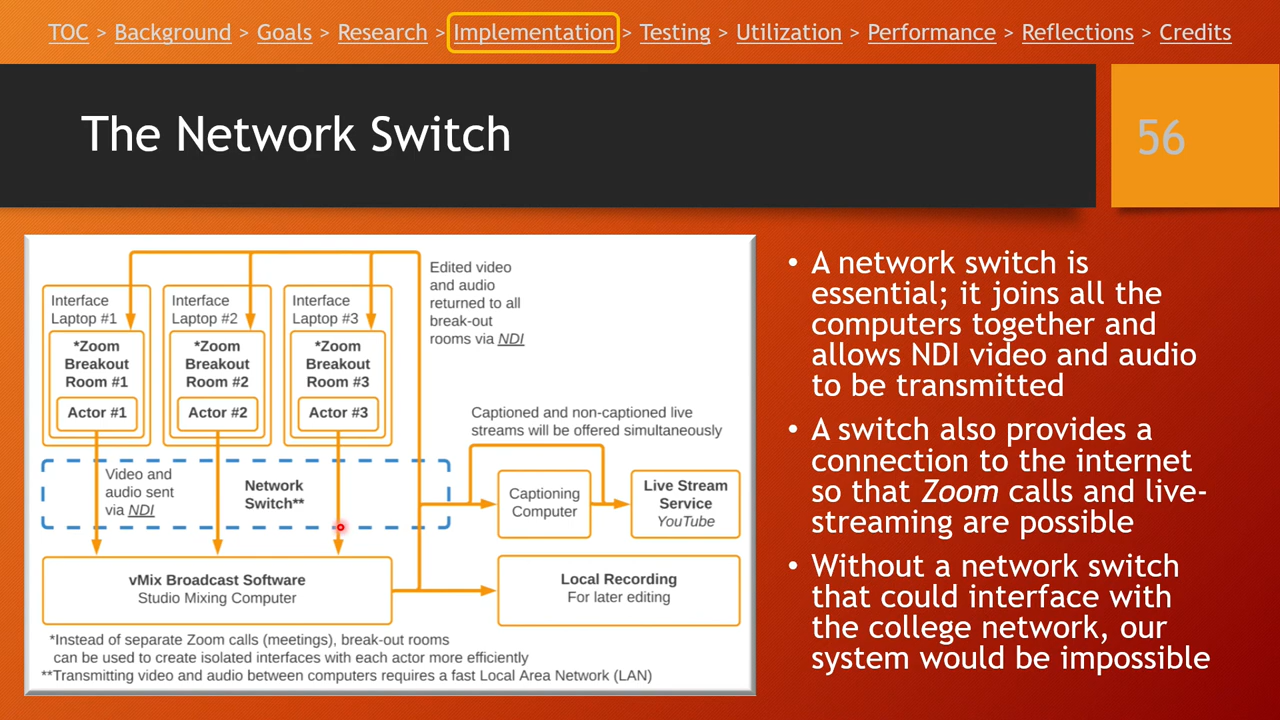 TOC > Background > Goals > Research > Implementation > Testing > Utilization > Performance > Reflections > Credits
The Network Switch
56
Edited video
and audio
returned to all
break-out
rooms via NDI
Interface
Laptop #1
Interface
Laptop #2
Interface
Laptop #3
*Zoom
Breakout
Room #1
*Zoom
Breakout
Room #2
*Zoom
Breakout
Room #3
Actor #1
Actor #2
Actor #3
Captioned and non-captioned live
streams will be offered simultaneously
Video and
audio sent
via NDI
Network
Switch**
Captioning
Computer
Live Stream
Service
YouTube
vMix Broadcast Software
Studio Mixing Computer
Local Recording
For later editing
*Instead of separate Zoom calls (meetings), break-out rooms
can be used to create isolated interfaces with each actor more efficiently
**Transmitting video and audio between computers requires a fast Local Area Network (LAN)
• A network switch is
essential; it joins all the
computers together and
allows NDI video and audio
to be transmitted
• A switch also provides a
connection to the internet
so that Zoom calls and live-
streaming are possible
• Without a network switch
that could interface with
the college network, our
system would be impossible